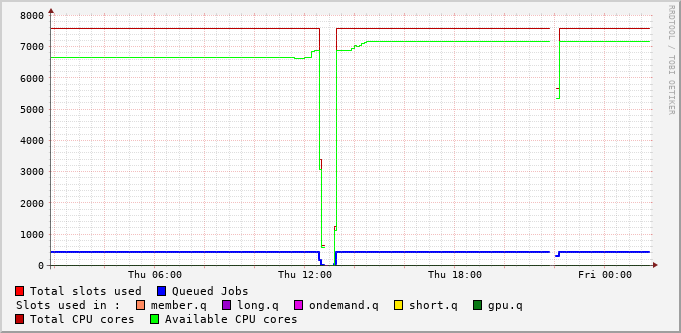 8000
7000
6000
5000
4000
3000
2000
1000
0
Thu 06:00 Thu 12:00 Thu 18:00 Fri 00:00
RRDTOOL / TOBI OETIKER
Total slots used Queued Jobs
Slots used in : member.q long.q ondemand.q short.q gpu.q
Total CPU cores Available CPU cores